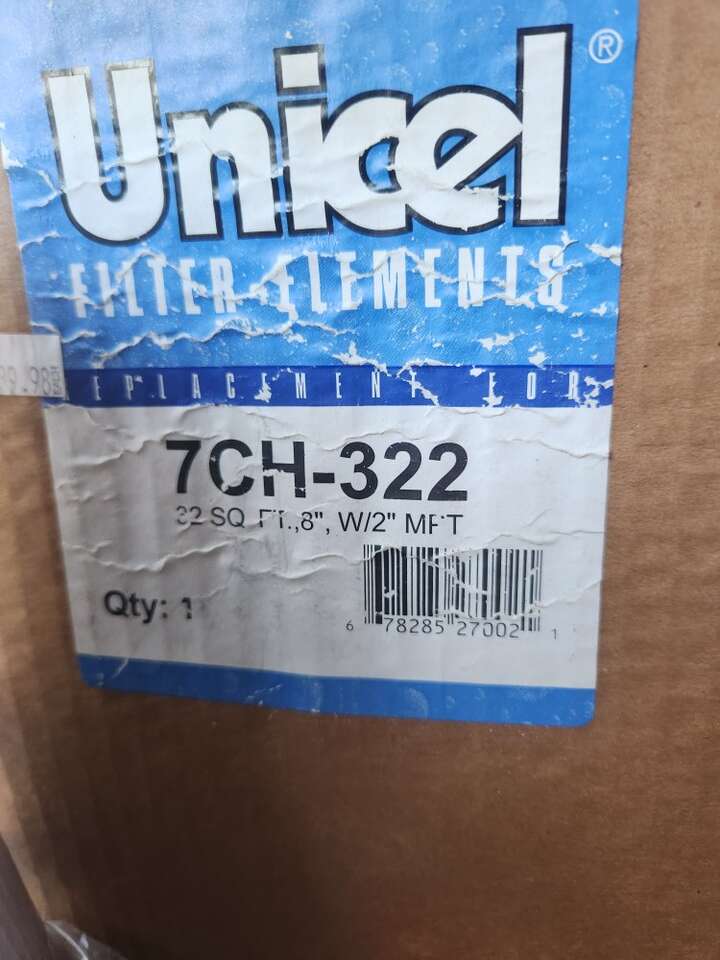 Unicel®
FILTER ELEMENTS
REPLACEMENT FOR
7CH-322
32 SQ. FT.,8", W/2" MPT
Qty: 1
6 78285 27002 1